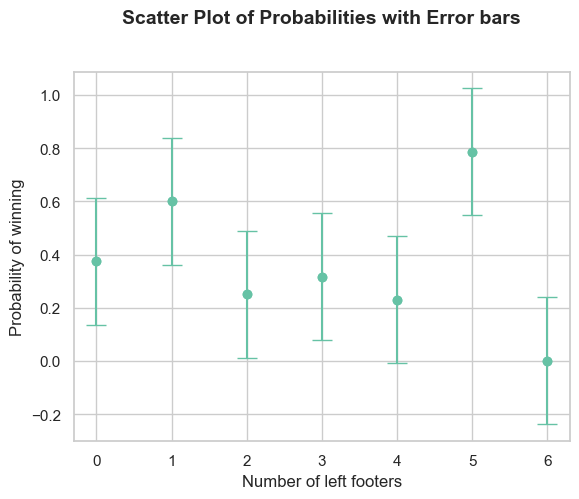 Scatter Plot of Probabilities with Error bars
1.0
0.8
0.6
0.4
0.2
0.0
−0.2
Probability of winning
0 1 2 3 4 5 6
Number of left footers